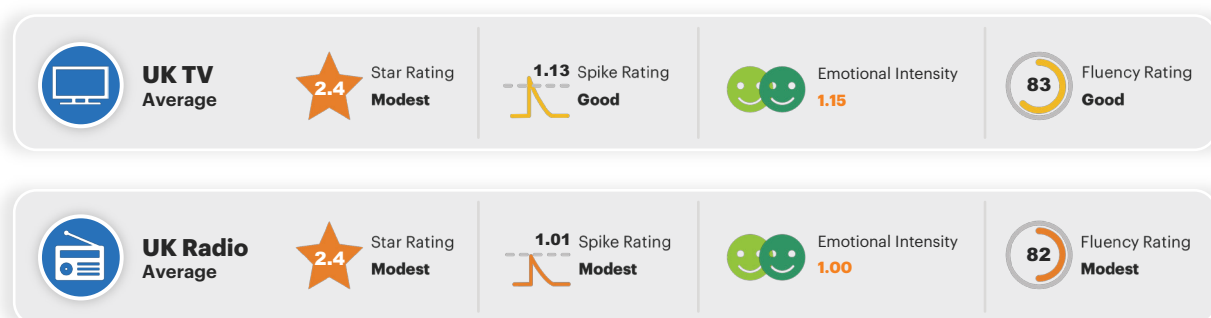 UK TV
Average
2.4
Star Rating
Modest
1.13 Spike Rating
Good
Emotional Intensity
1.15
83
Fluency Rating
Good
UK Radio
Average
2.4
Star Rating
Modest
1.01 Spike Rating
Modest
Emotional Intensity
1.00
82
Fluency Rating
Modest